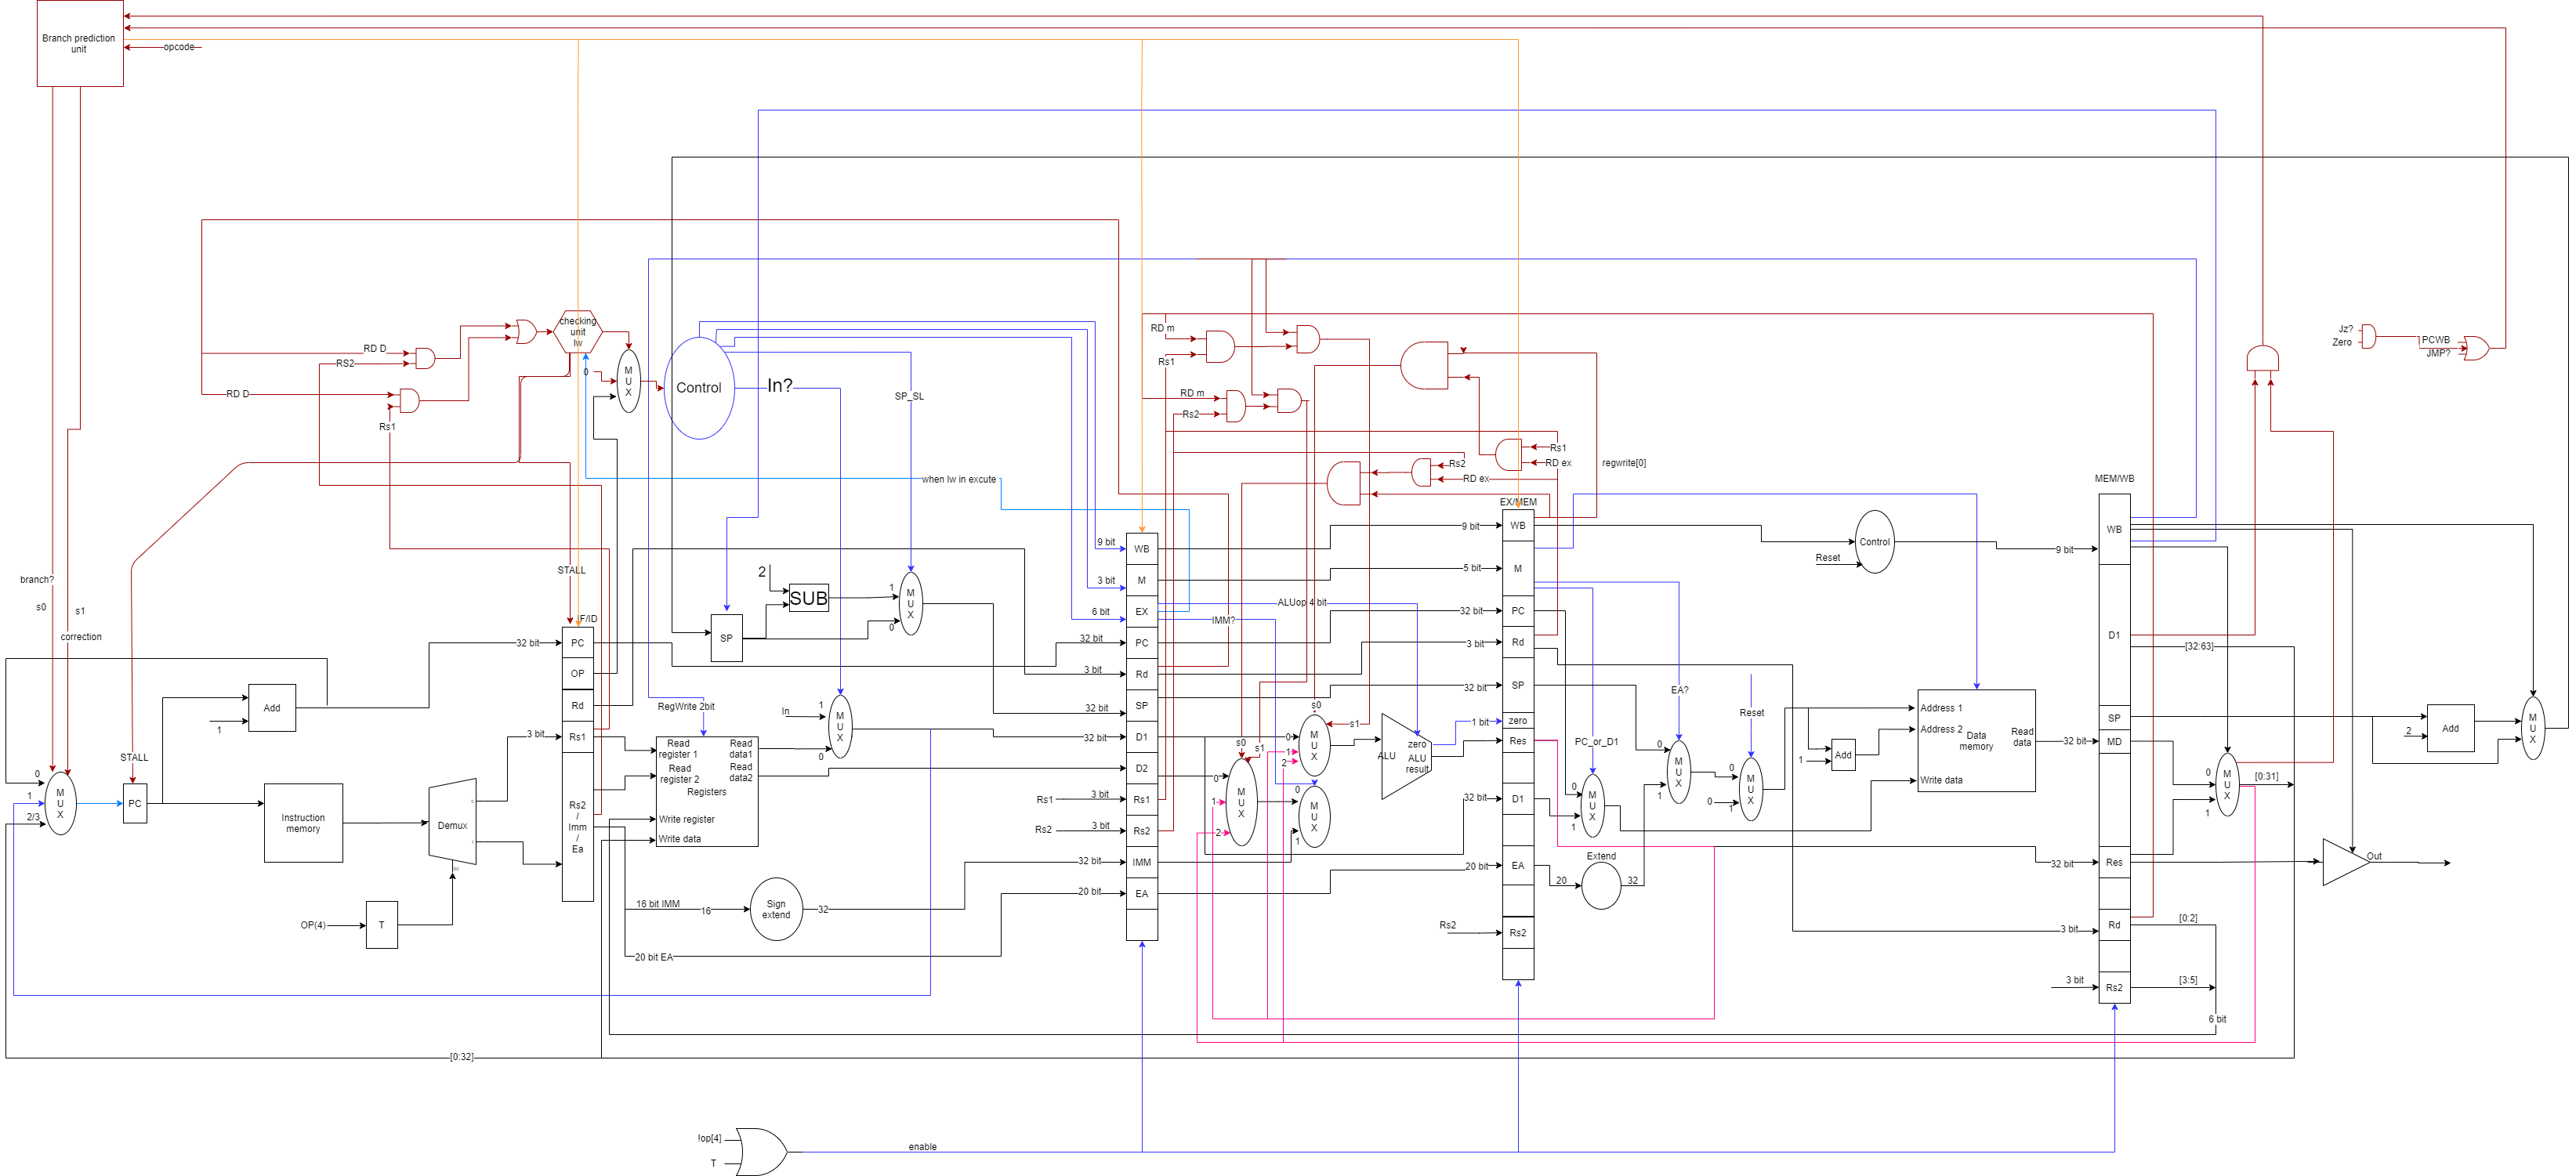 Branch prediction
unit
opcode
branch?
s0
s1
correction
RD D
RS2
RD D
Rs1
checking
unit
lw
0
M
U
X
Control
In?
SP_SL
when lw in excute
RD m
Rs1
RD m
Rs2
Rs2
RD ex
Rs1
RD ex
regwrite[0]
Jz?
Zero
PCWB
JMP?
STALL
STALL
0
1
2/3
M
U
X
PC
Add
1
Instruction
memory
Demux
OP(4)
T
32 bit
3 bit
IF/ID
PC
OP
Rd
Rs1
Rs2
/
Imm
/
Ea
2
SUB
SP
1
0
M
U
X
RegWrite 2bit
Read
register 1
Read
register 2
Read
data1
Read
data2
Registers
Write register
Write data
In
1
0
M
U
X
16 bit IMM
16
Sign
extend
32
20 bit EA
9 bit
3 bit
6 bit
32 bit
3 bit
32 bit
32 bit
Rs1
3 bit
Rs2
3 bit
32 bit
20 bit
WB
M
EX
PC
Rd
SP
D1
D2
Rs1
Rs2
IMM
EA
ALUop 4 bit
IMM?
s0
s1
0
1
2
M
U
X
s0
s1
0
1
2
M
U
X
0
1
M
U
X
ALU
zero
ALU
result
9 bit
5 bit
32 bit
3 bit
32 bit
1 bit
32 bit
20 bit
Rs2
EX/MEM
WB
M
PC
Rd
SP
zero
Res
D1
EA
Rs2
PC_or_D1
0
1
M
U
X
Extend
20
32
EA?
0
1
M
U
X
Reset
0
0
1
M
U
X
Control
Reset
1
Add
Address 1
Address 2
Data
memory
Read
data
Write data
9 bit
32 bit
32 bit
3 bit
3 bit
MEM/WB
WB
D1
SP
MD
Res
Rd
Rs2
[32:63]
0
1
M
U
X
[0:31]
[0:2]
[3:5]
6 bit
2
Add
M
U
X
Out
[0:32]
!op[4]
T
enable